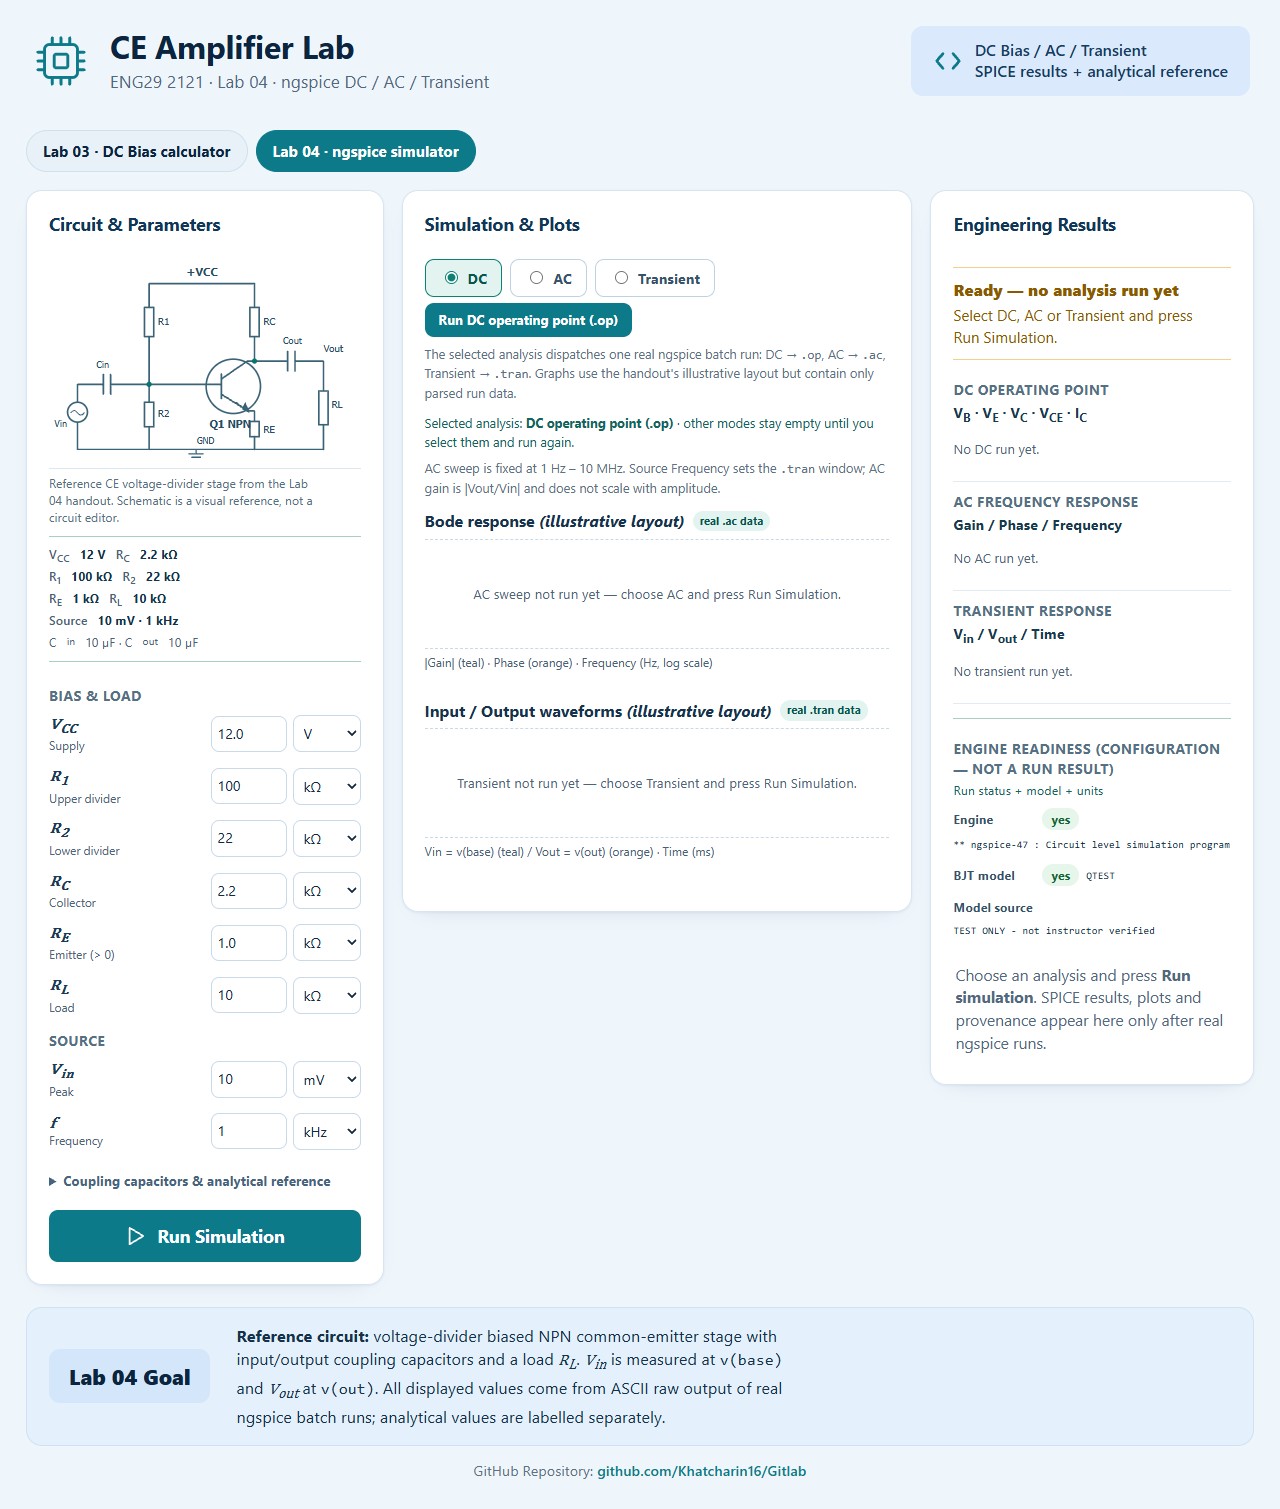 CE Amplifier Lab
ENG29 2121 · Lab 04 · ngspice DC / AC / Transient
DC Bias / AC / Transient
SPICE results + analytical reference
Lab 03 · DC Bias calculator
Lab 04 · ngspice simulator
Circuit & Parameters
+VCC
R1
RC
Cout
Vout
Cin
R2
RL
Vin
Q1 NPN
RE
GND
Reference CE voltage-divider stage from the Lab
04 handout. Schematic is a visual reference, not a
circuit editor.
VCC 12 V RC 2.2 kΩ
R1 100 kΩ R2 22 kΩ
RE 1 kΩ RL 10 kΩ
Source 10 mV · 1 kHz
C in 10 µF · C out 10 µF
BIAS & LOAD
VCC
Supply
12.0
V
R1
Upper divider
100
kΩ
R2
Lower divider
22
kΩ
RC
Collector
2.2
kΩ
RE
Emitter (> 0)
1.0
kΩ
RL
Load
10
kΩ
SOURCE
Vin
Peak
10
mV
f
Frequency
1
kHz
Coupling capacitors & analytical reference
Run Simulation
Simulation & Plots
DC
AC
Transient
Run DC operating point (.op)
The selected analysis dispatches one real ngspice batch run: DC → .op, AC → .ac,
Transient → .tran. Graphs use the handout's illustrative layout but contain only
parsed run data.
Selected analysis: DC operating point (.op) · other modes stay empty until you
select them and run again.
AC sweep is fixed at 1 Hz – 10 MHz. Source Frequency sets the .tran window; AC
gain is |Vout/Vin| and does not scale with amplitude.
Bode response (illustrative layout)
real .ac data
AC sweep not run yet — choose AC and press Run Simulation.
|Gain| (teal) · Phase (orange) · Frequency (Hz, log scale)
Input / Output waveforms (illustrative layout)
real .tran data
Transient not run yet — choose Transient and press Run Simulation.
Vin = v(base) (teal) / Vout = v(out) (orange) · Time (ms)
Engineering Results
Ready — no analysis run yet
Select DC, AC or Transient and press
Run Simulation.
DC OPERATING POINT
VB · VE · VC · VCE · IC
No DC run yet.
AC FREQUENCY RESPONSE
Gain / Phase / Frequency
No AC run yet.
TRANSIENT RESPONSE
Vin / Vout / Time
No transient run yet.
ENGINE READINESS (CONFIGURATION
— NOT A RUN RESULT)
Run status + model + units
Engine yes
** ngspice-47 : Circuit level simulation program
BJT model yes QTEST
Model source
TEST ONLY - not instructor verified
Choose an analysis and press Run
simulation. SPICE results, plots and
provenance appear here only after real
ngspice runs.
Lab 04 Goal
Reference circuit: voltage-divider biased NPN common-emitter stage with
input/output coupling capacitors and a load RL. Vin is measured at v(base)
and Vout at v(out). All displayed values come from ASCII raw output of real
ngspice batch runs; analytical values are labelled separately.
GitHub Repository: github.com/Khatcharin16/Gitlab